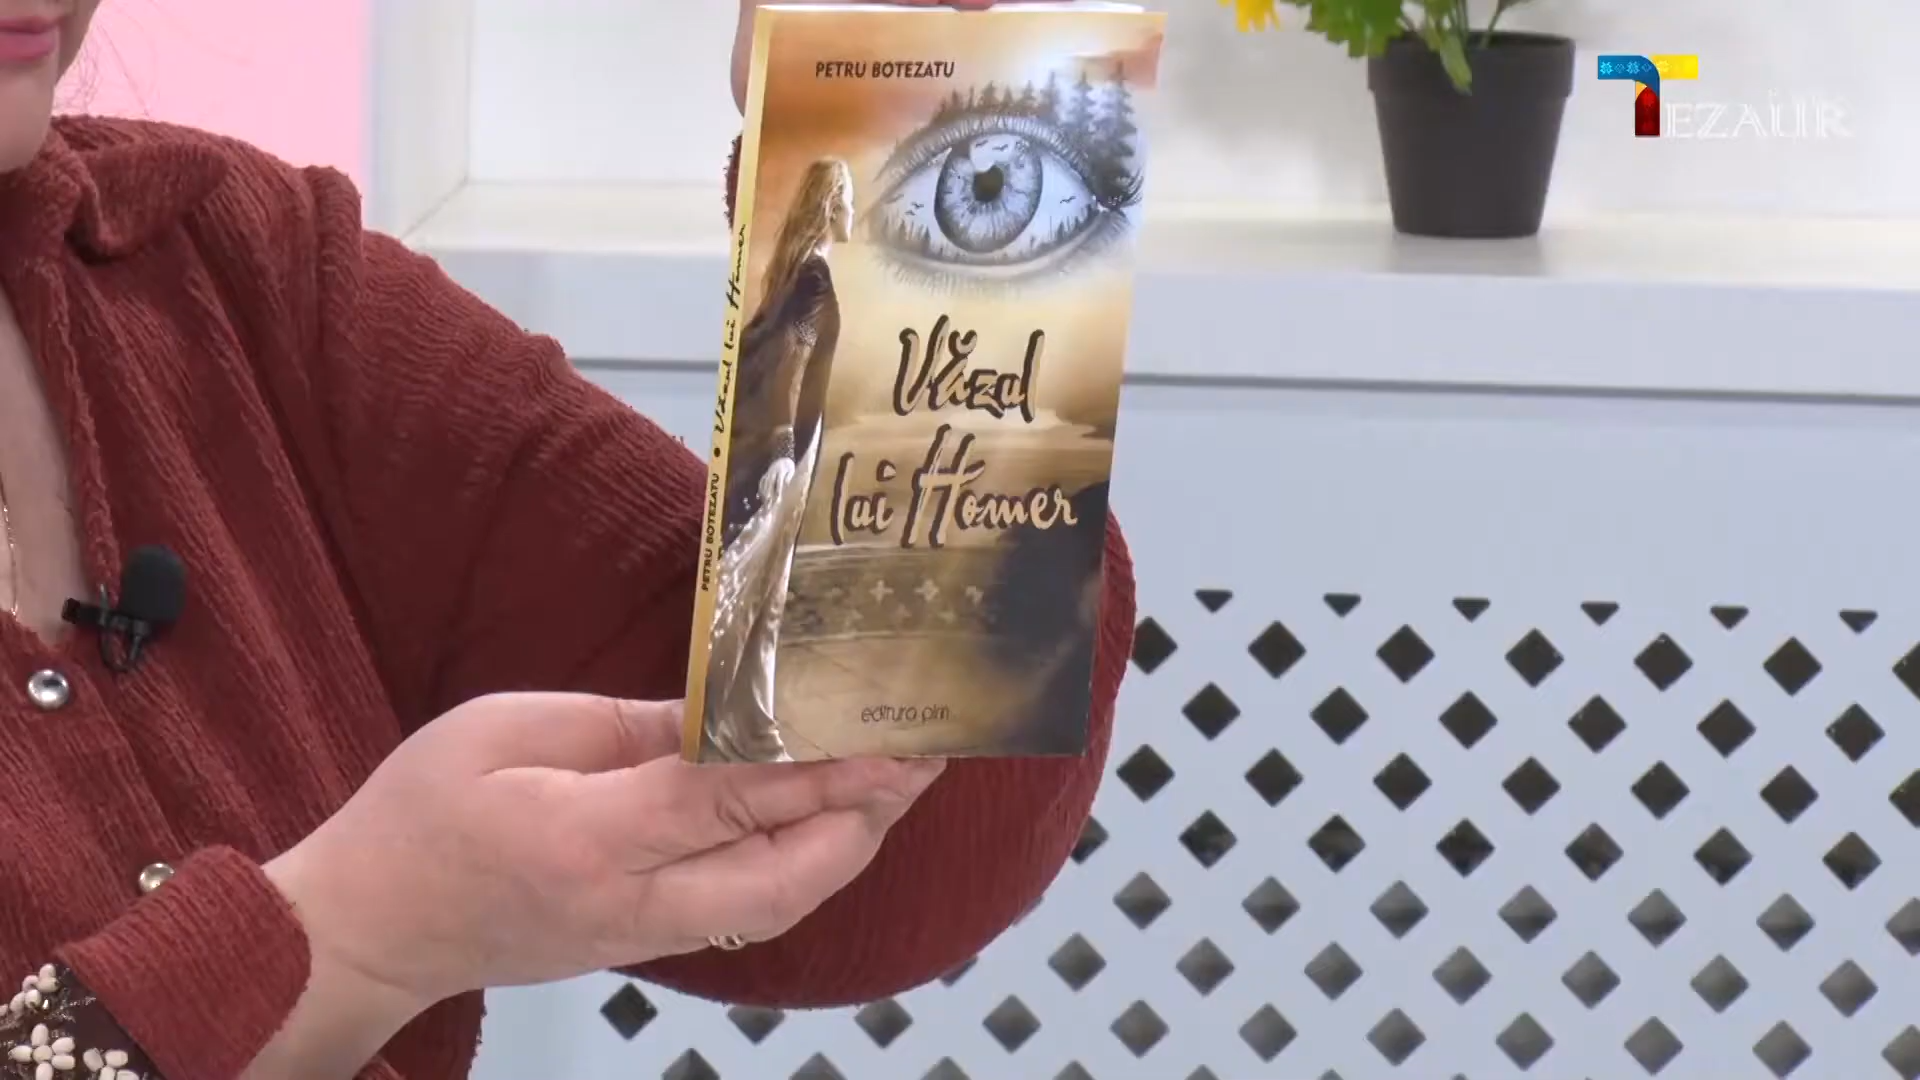 PETRU BOTEZATU
Văzul
lui Homer
editura pim
PETRU BOTEZATU • Văzul lui Homer
TEZAUR